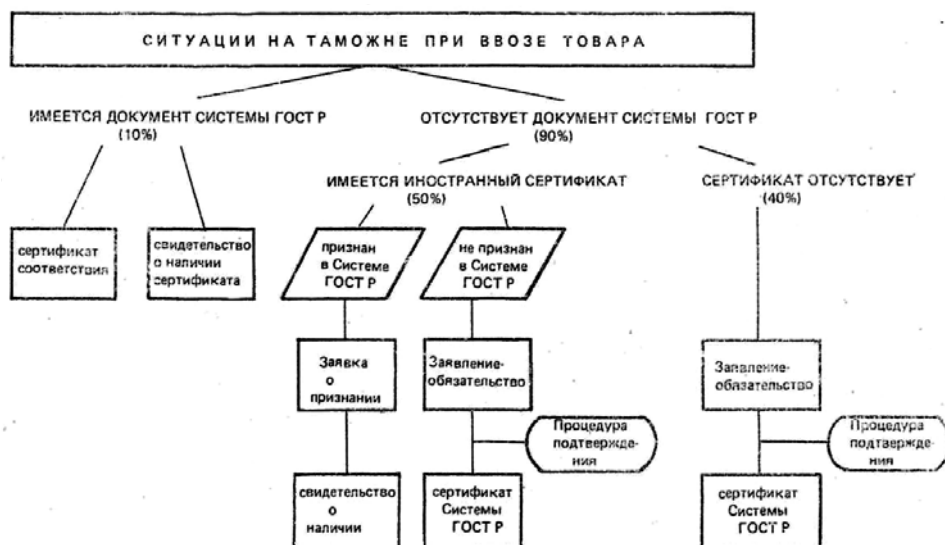 СИТУАЦИИ НА ТАМОЖНЕ ПРИ ВВОЗЕ ТОВАРА
ИМЕЕТСЯ ДОКУМЕНТ СИСТЕМЫ ГОСТ Р
(10%)
ОТСУТСТВУЕТ ДОКУМЕНТ СИСТЕМЫ ГОСТ Р
(90%)
ИМЕЕТСЯ ИНОСТРАННЫЙ СЕРТИФИКАТ
(50%)
СЕРТИФИКАТ ОТСУТСТВУЕТ
(40%)
сертификат
соответствия
свидетельство
о наличии
сертификата
признан
в Системе
ГОСТ Р
не признан
в Системе
ГОСТ Р
Заявка
о
признании
Заявление-
обязательство
Заявление-
обязательство
Процедура
подтвержде-
ния
Процедура
подтвержде-
ния
свидетельство
о
наличии
сертификат
Системы
ГОСТ Р
сертификат
Системы
ГОСТ Р